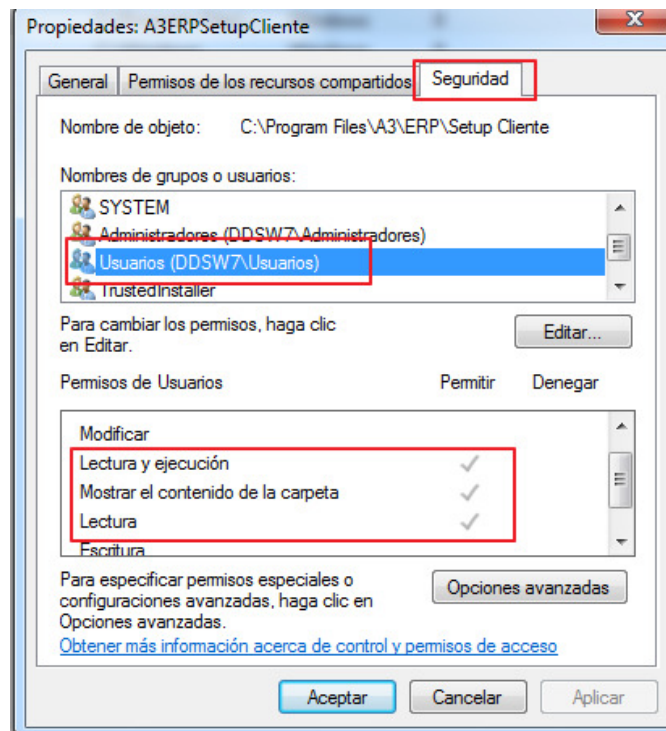 Propiedades: A3ERPSetupCliente
General Permisos de los recursos compartidos Seguridad
Nombre de objeto: C:\Program Files\A3\ERP\Setup Cliente
Nombres de grupos o usuarios:
SYSTEM
Administradores (DDSW7\Administradores)
Usuarios (DDSW7\Usuarios)
TrustedInstaller
Para cambiar los permisos, haga clic
en Editar.
Editar...
Permisos de Usuarios Permitir Denegar
Modificar
Lectura y ejecución
Mostrar el contenido de la carpeta
Lectura
Escritura
Para especificar permisos especiales o
configuraciones avanzadas, haga clic en
Opciones avanzadas.
Opciones avanzadas
Obtener más información acerca de control y permisos de acceso
Aceptar Cancelar Aplicar